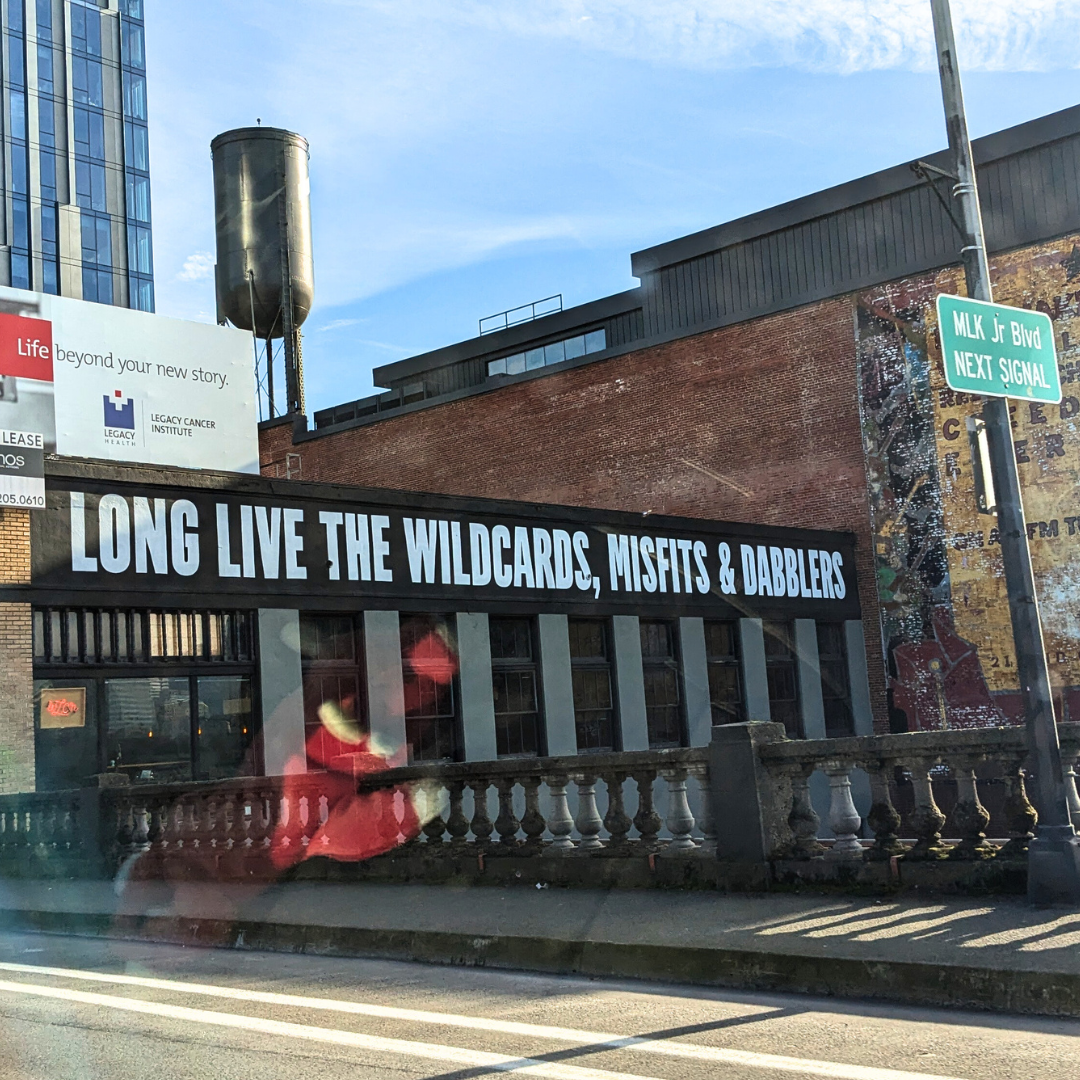 Life beyond your new story.
LEGACY
HEALTH
LEGACY CANCER
INSTITUTE
LEASE
205.0610
LONG LIVE THE WILDCARDS, MISFITS & DABBLERS
MLK Jr Blvd
NEXT SIGNAL